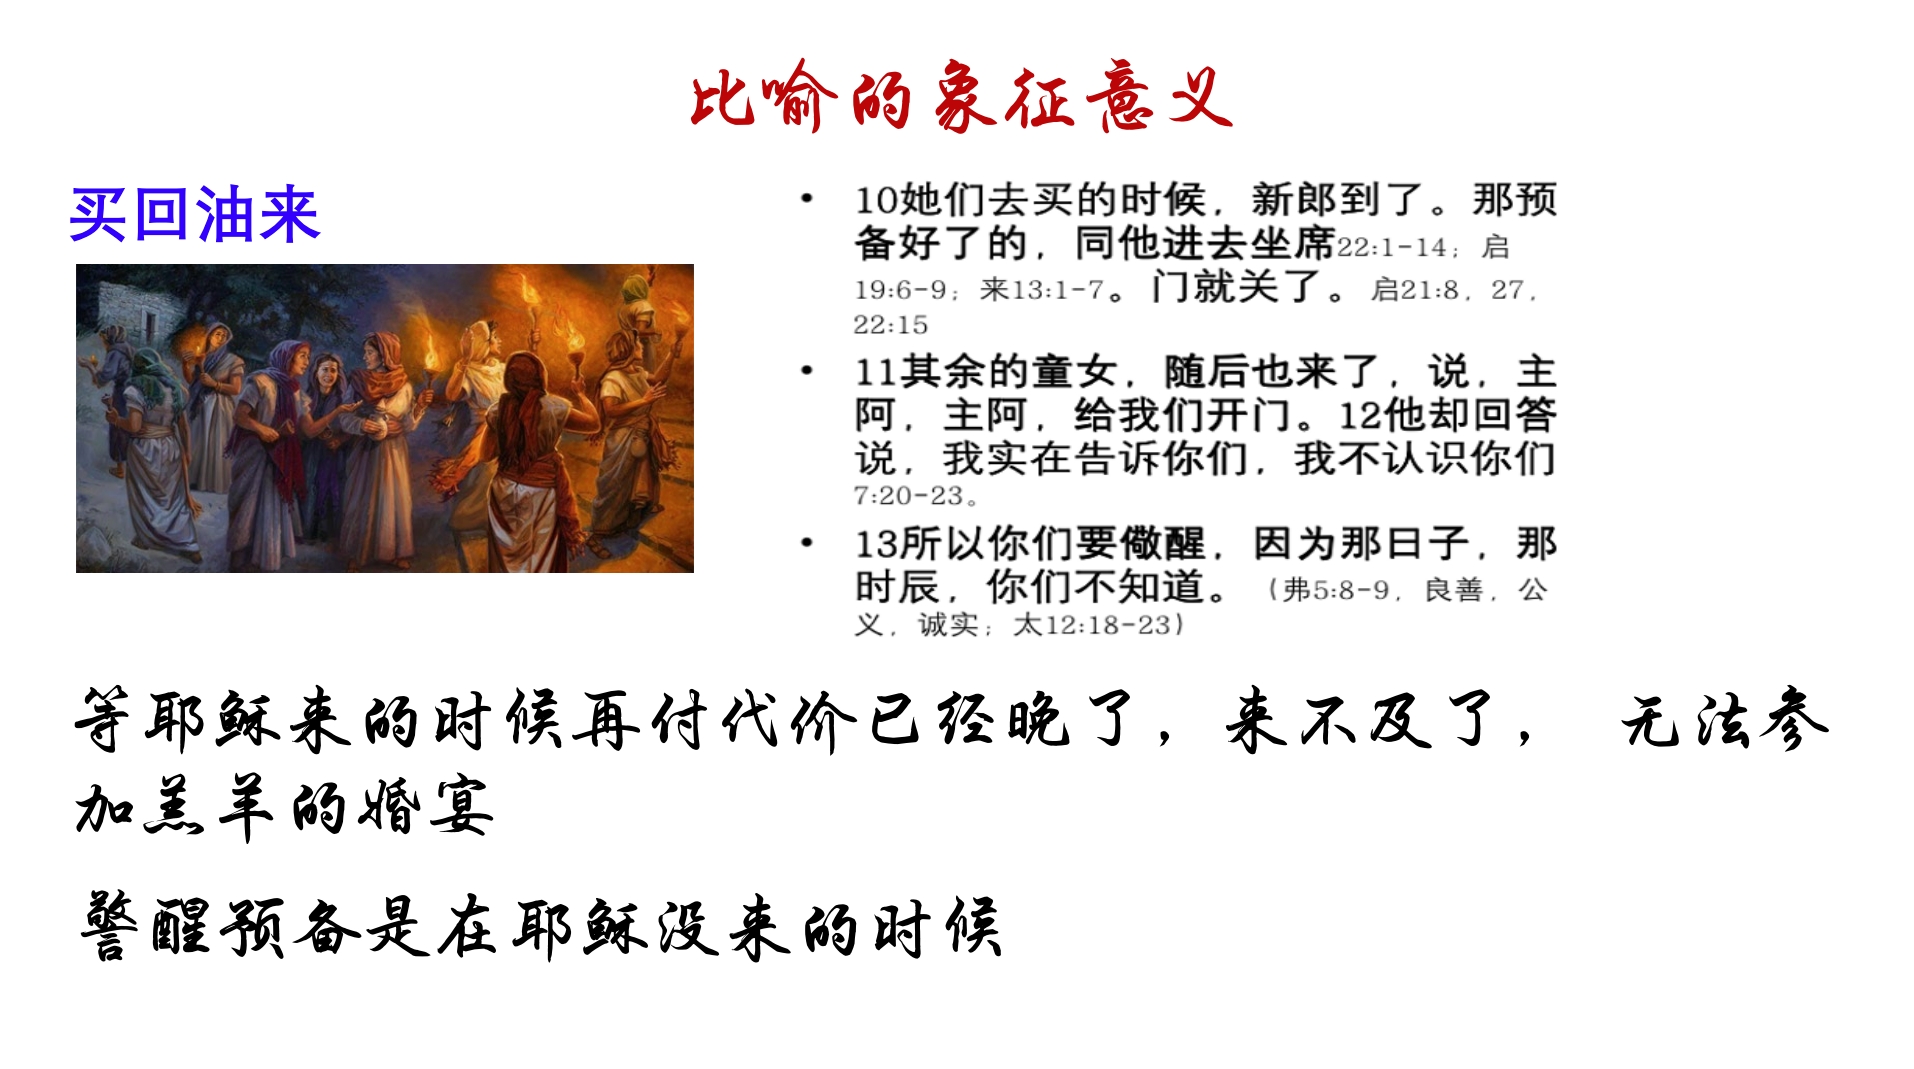 比喻的象征意义
买回油来
• 10她们去买的时候，新郎到了。那预
备好了的，同他进去坐席22:1-14；启
19:6-9；来13:1-7。门就关了。启21:8，27，
22:15
• 11其余的童女，随后也来了，说，主
阿，主阿，给我们开门。12他却回答
说，我实在告诉你们，我不认识你们
7:20-23。
• 13所以你们要儆醒，因为那日子，那
时辰，你们不知道。（弗5:8-9，良善，公
义，诚实；太12:18-23）
等耶稣来的时候再付代价已经晚了，来不及了， 无法参
加羔羊的婚宴
警醒预备是在耶稣没来的时候